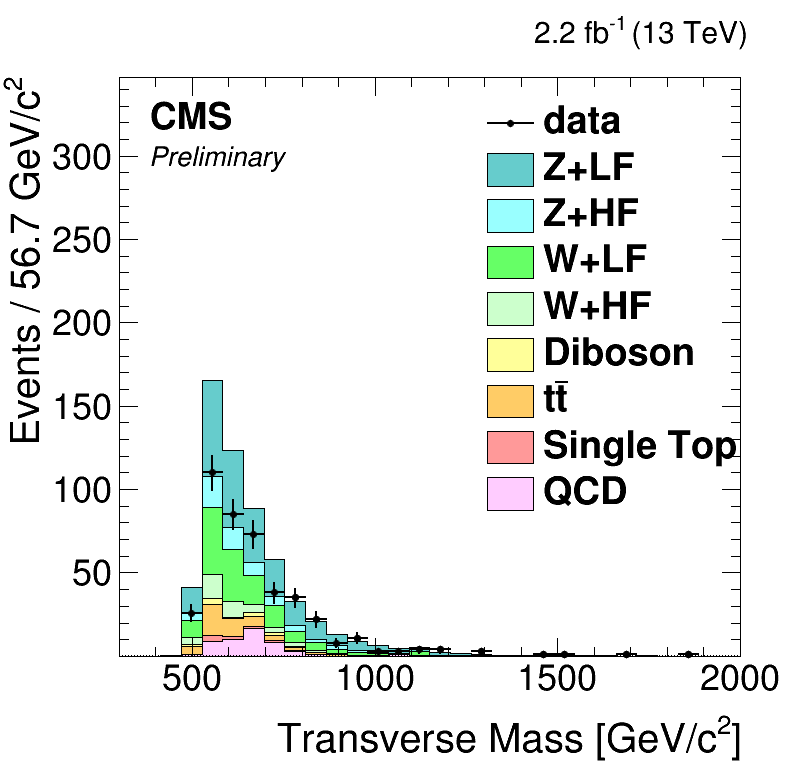 2.2 fb⁻¹ (13 TeV)
CMS
Preliminary
data
Z+LF
Z+HF
W+LF
W+HF
Diboson
tt̄
Single Top
QCD
Events / 56.7 GeV/c²
300
250
200
150
100
50
500
1000
1500
2000
Transverse Mass [GeV/c²]